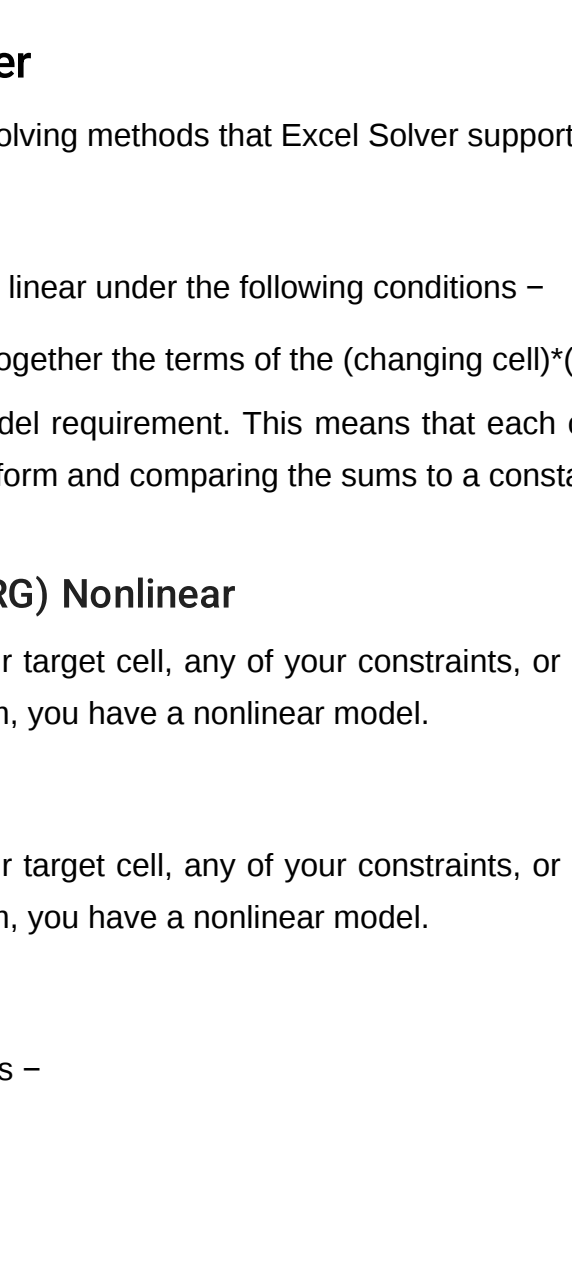 er
olving methods that Excel Solver support
linear under the following conditions −
ogether the terms of the (changing cell)*(
del requirement. This means that each
form and comparing the sums to a consta
RG) Nonlinear
r target cell, any of your constraints, or
, you have a nonlinear model.
r target cell, any of your constraints, or
, you have a nonlinear model.
s −